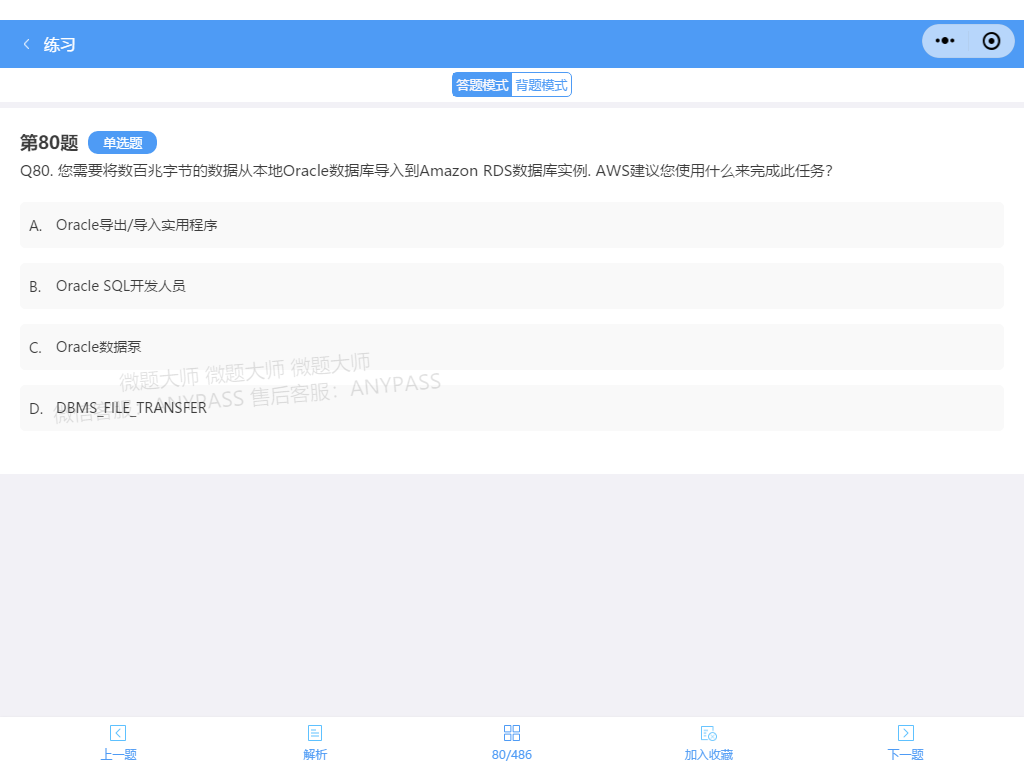 练习
答题模式 背题模式
第80题 单选题
Q80. 您需要将数百兆字节的数据从本地Oracle数据库导入到Amazon RDS数据库实例. AWS建议您使用什么来完成此任务?
A. Oracle导出/导入实用程序
B. Oracle SQL开发人员
C. Oracle数据泵
微题大师 微题大师 微题大师
D. DBMS_FILE_TRANSFER
微信客服: ANYPASS 售后客服: ANYPASS
上一题 解析 80/486 加入收藏 下一题